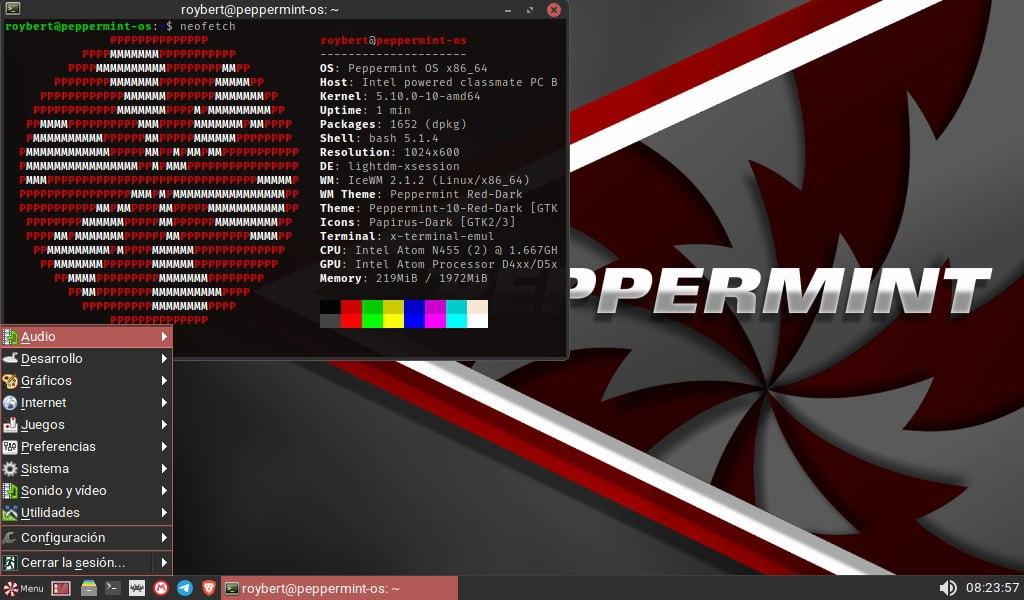 roybert@peppermint-os: ~
roybert@peppermint-os:~$ neofetch
roybert@peppermint-os
----------------------
OS: Peppermint OS x86_64
Host: Intel powered classmate PC B
Kernel: 5.10.0-10-amd64
Uptime: 1 min
Packages: 1652 (dpkg)
Shell: bash 5.1.4
Resolution: 1024x600
DE: lightdm-xsession
WM: IceWM 2.1.2 (Linux/x86_64)
WM Theme: Peppermint Red-Dark
Theme: Peppermint-10-Red-Dark [GTK
Icons: Papirus-Dark [GTK2/3]
Terminal: x-terminal-emul
CPU: Intel Atom N455 (2) @ 1.667GH
GPU: Intel Atom Processor D4xx/D5x
Memory: 219MiB / 1972MiB
PEPPERMINT
Audio
Desarrollo
Gráficos
Internet
Juegos
Preferencias
Sistema
Sonido y vídeo
Utilidades
Configuración
Cerrar la sesión...
Menu
roybert@peppermint-os: ~
08:23:57